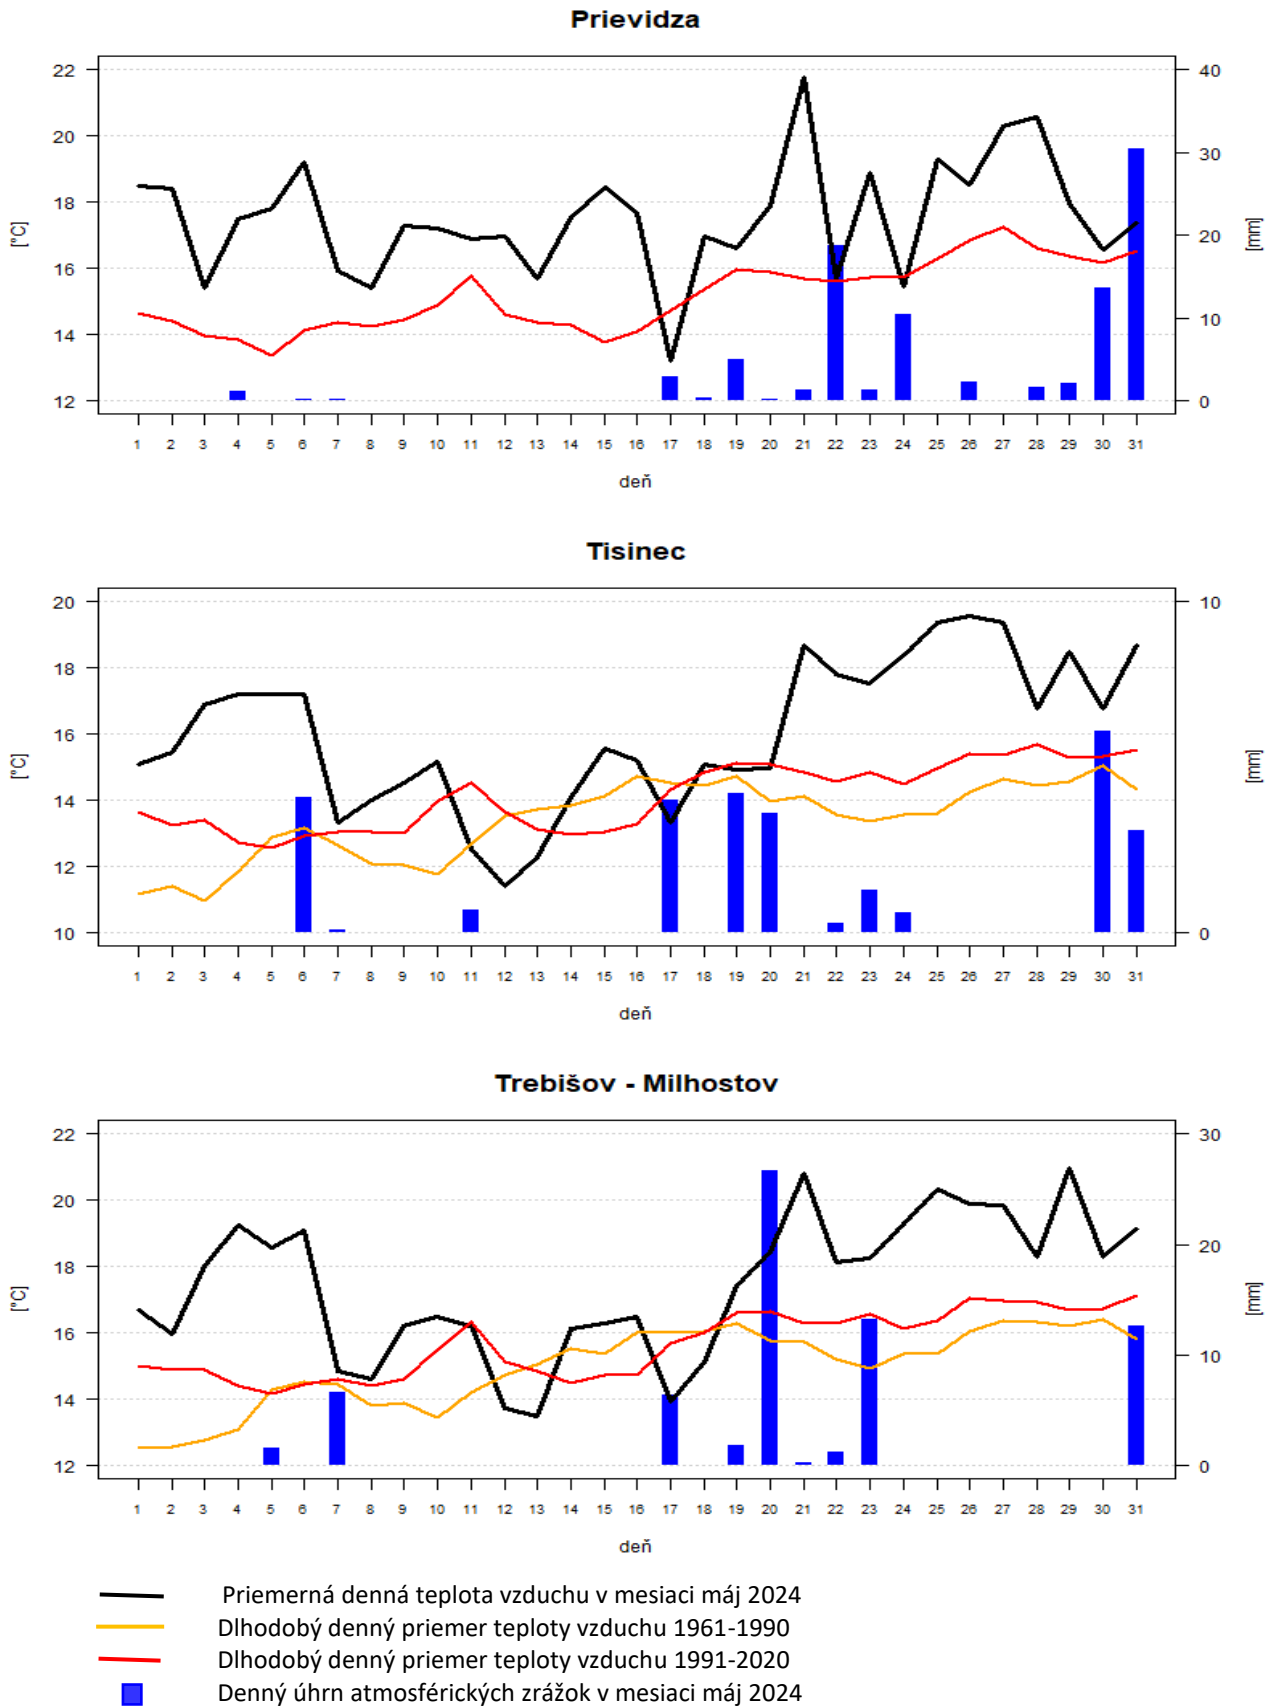 Prievidza
22
20
18
16
14
12
[°C]
40
30
20
10
0
[mm]
1 2 3 4 5 6 7 8 9 10 11 12 13 14 15 16 17 18 19 20 21 22 23 24 25 26 27 28 29 30 31
deň
Tisinec
20
18
16
14
12
10
[°C]
10
0
[mm]
1 2 3 4 5 6 7 8 9 10 11 12 13 14 15 16 17 18 19 20 21 22 23 24 25 26 27 28 29 30 31
deň
Trebišov - Milhostov
22
20
18
16
14
12
[°C]
30
20
10
0
[mm]
1 2 3 4 5 6 7 8 9 10 11 12 13 14 15 16 17 18 19 20 21 22 23 24 25 26 27 28 29 30 31
deň
Priemerná denná teplota vzduchu v mesiaci máj 2024
Dlhodobý denný priemer teploty vzduchu 1961-1990
Dlhodobý denný priemer teploty vzduchu 1991-2020
Denný úhrn atmosférických zrážok v mesiaci máj 2024